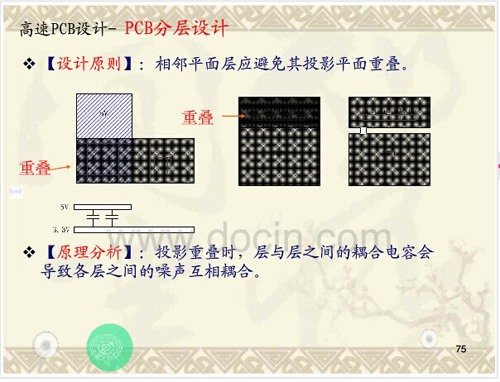 高速PCB设计- PCB分层设计
❖ 【设计原则】：相邻平面层应避免其投影平面重叠。
重叠
重叠
5V
3.3V
www.docin.com
❖ 【原理分析】：投影重叠时，层与层之间的耦合电容会
导致各层之间的噪声互相耦合。
75